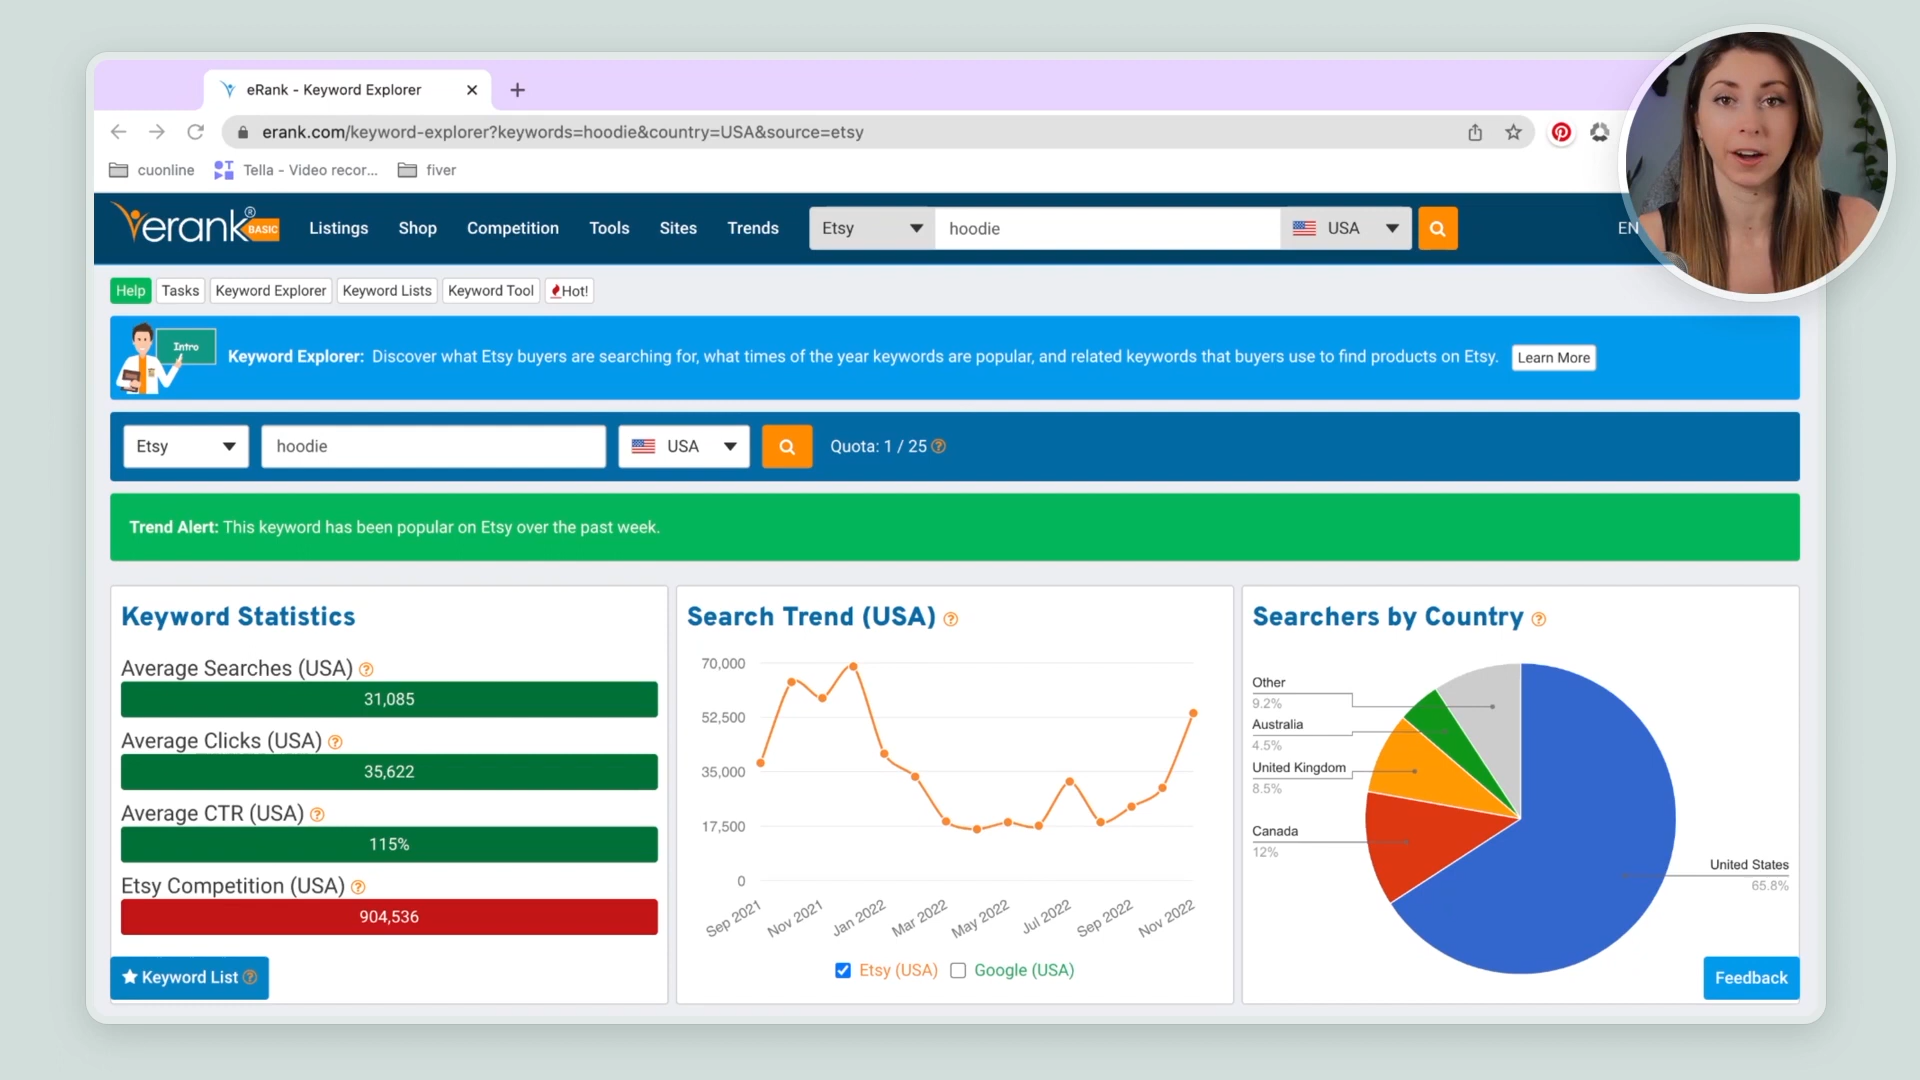 eRank - Keyword Explorer
erank.com/keyword-explorer?keywords=hoodie&country=USA&source=etsy
cuonline
Tella - Video recor...
fiver
erank®
BASIC
Listings
Shop
Competition
Tools
Sites
Trends
Etsy
hoodie
USA
EN
Help
Tasks
Keyword Explorer
Keyword Lists
Keyword Tool
Hot!
Intro
Keyword Explorer: Discover what Etsy buyers are searching for, what times of the year keywords are popular, and related keywords that buyers use to find products on Etsy.
Learn More
Etsy
hoodie
USA
Quota: 1 / 25
Trend Alert: This keyword has been popular on Etsy over the past week.
Keyword Statistics
Average Searches (USA)
31,085
Average Clicks (USA)
35,622
Average CTR (USA)
115%
Etsy Competition (USA)
904,536
Keyword List
Search Trend (USA)
70,000
52,500
35,000
17,500
0
Sep 2021
Nov 2021
Jan 2022
Mar 2022
May 2022
Jul 2022
Sep 2022
Nov 2022
Etsy (USA)
Google (USA)
Searchers by Country
Other
9.2%
Australia
4.5%
United Kingdom
8.5%
Canada
12%
United States
65.8%
Feedback